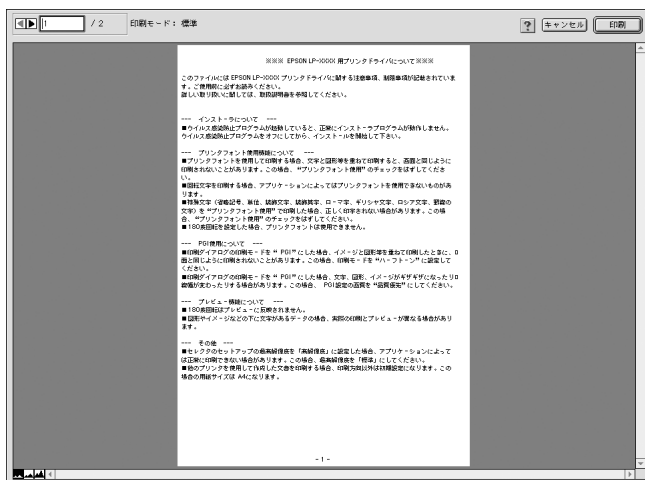 1 / 2 印刷モード： 標準 ? キャンセル 印刷
※※※ EPSON LP-XXXX 用プリンタドライバについて※※※
このファイルには EPSON LP-XXXX プリンタドライバに関する注意事項、制限事項が記載されていま
す。ご使用前に必ずお読みください。
詳しい取り扱いに関しては、取扱説明書を参照してください。
--- インストーラについて ---
■ウイルス感染防止プログラムが起動していると、正常にインストーラプログラムが動作しません。
ウイルス感染防止プログラムをオフにしてから、インストールを開始して下さい。
--- プリンタフォント使用機能について ---
■プリンタフォントを使用して印刷する場合、文字と図形等を重ねて印刷すると、画面と同じように
印刷されないことがあります。この場合、“プリンタフォント使用”のチェックをはずしてくださ
い。
■回転文字を印刷する場合、アプリケーションによってはプリンタフォントを使用できないものがあ
ります。
■特殊文字（省略記号、単位、装飾文字、装飾英字、ローマ字、ギリシャ文字、ロシア文字、罫線の
文字）を“プリンタフォント使用”で印刷した場合、正しく印字されない場合があります。この場
合、“プリンタフォント使用”のチェックをはずしてください。
■180度回転を設定した場合、プリンタフォントは使用できません。
--- PGI使用について ---
■印刷ダイアログの印刷モードを“ PGI”にした場合、イメージと図形等を重ねて印刷したときに、画
面と同じように印刷されないことがあります。この場合、印刷モードを“ハーフトーン”に設定して
ください。
■印刷ダイアログの印刷モードを“ PGI”にした場合、文字、図形、イメージがギザギザになったり
線幅が変わったりする場合があります。この場合、 PGI設定の画質を“品質優先”にしてください。
--- プレビュー機能について ---
■180度回転はプレビューに反映されません。
■図形やイメージなどの下に文字があるデータの場合、実際の印刷とプレビューが異なる場合があり
ます。
--- その他 ---
■セレクタのセットアップの最高解像度を「高解像度」に設定した場合、アプリケーションによって
は正常に印刷できない場合があります。この場合、最高解像度を「標準」にしてください。
■他のプリンタを使用して作成した文書を印刷する場合、印刷方向以外は初期設定になります。この
場合の用紙サイズは A4になります。
- 1 -